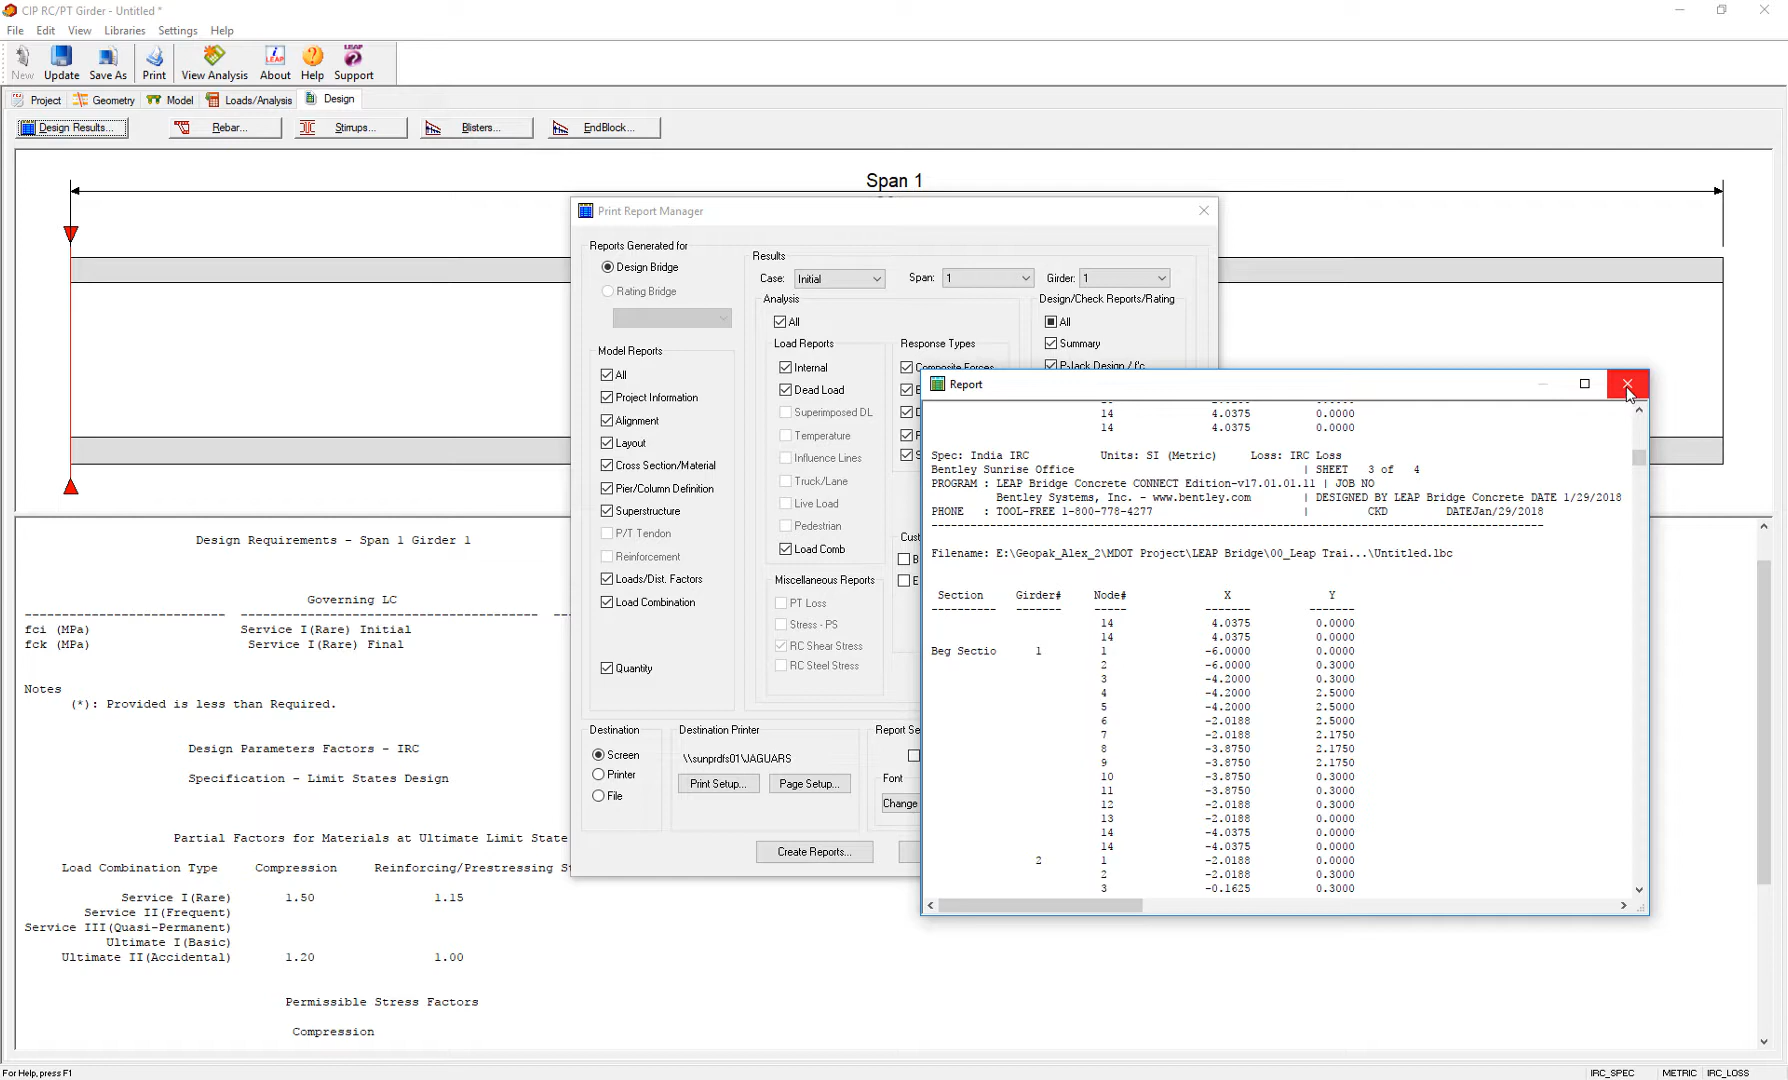 CIP RC/PT Girder - Untitled *
File Edit View Libraries Settings Help
New Update Save As Print View Analysis About Help Support
Project Geometry Model Loads/Analysis Design
Design Results... Rebar... Stirrups... Blisters... EndBlock...
Span 1
Print Report Manager
Reports Generated for
Design Bridge
Rating Bridge
Model Reports
All
Project Information
Alignment
Layout
Cross Section/Material
Pier/Column Definition
Superstructure
P/T Tendon
Reinforcement
Loads/Dist. Factors
Load Combination
Quantity
Results
Case: Initial Span: 1 Girder: 1
Analysis
All
Load Reports
Internal
Dead Load
Superimposed DL
Temperature
Influence Lines
Truck/Lane
Live Load
Pedestrian
Load Comb
Miscellaneous Reports
PT Loss
Stress - PS
RC Shear Stress
RC Steel Stress
Response Types
Composite Forces
Design/Check Reports/Rating
All
Summary
P-Jack Design / f'c
Destination
Screen
Printer
File
Destination Printer
\\sunprdfs01\JAGUARS
Print Setup... Page Setup...
Report Se
Font
Change
Create Reports...
Report
14 4.0375 0.0000
14 4.0375 0.0000
Spec: India IRC Units: SI (Metric) Loss: IRC Loss
Bentley Sunrise Office | SHEET 3 of 4
PROGRAM : LEAP Bridge Concrete CONNECT Edition-v17.01.01.11 | JOB NO
Bentley Systems, Inc. - www.bentley.com | DESIGNED BY LEAP Bridge Concrete DATE 1/29/2018
PHONE : TOOL-FREE 1-800-778-4277 | CKD DATEJan/29/2018
Filename: E:\Geopak_Alex_2\MDOT Project\LEAP Bridge\00_Leap Trai...\Untitled.lbc
Section Girder# Node# X Y
14 4.0375 0.0000
14 4.0375 0.0000
Beg Sectio 1 1 -6.0000 0.0000
2 -6.0000 0.3000
3 -4.2000 0.3000
4 -4.2000 2.5000
5 -4.2000 2.5000
6 -2.0188 2.5000
7 -2.0188 2.1750
8 -3.8750 2.1750
9 -3.8750 2.1750
10 -3.8750 0.3000
11 -3.8750 0.3000
12 -2.0188 0.3000
13 -2.0188 0.0000
14 -4.0375 0.0000
14 -4.0375 0.0000
2 1 -2.0188 0.0000
2 -2.0188 0.3000
3 -0.1625 0.3000
Design Requirements - Span 1 Girder 1
Governing LC
fci (MPa) Service I(Rare) Initial
fck (MPa) Service I(Rare) Final
Notes
(*): Provided is less than Required.
Design Parameters Factors - IRC
Specification - Limit States Design
Partial Factors for Materials at Ultimate Limit State
Load Combination Type Compression Reinforcing/Prestressing S
Service I(Rare) 1.50 1.15
Service II(Frequent)
Service III(Quasi-Permanent)
Ultimate I(Basic)
Ultimate II(Accidental) 1.20 1.00
Permissible Stress Factors
Compression
For Help, press F1
IRC_SPEC METRIC IRC_LOSS